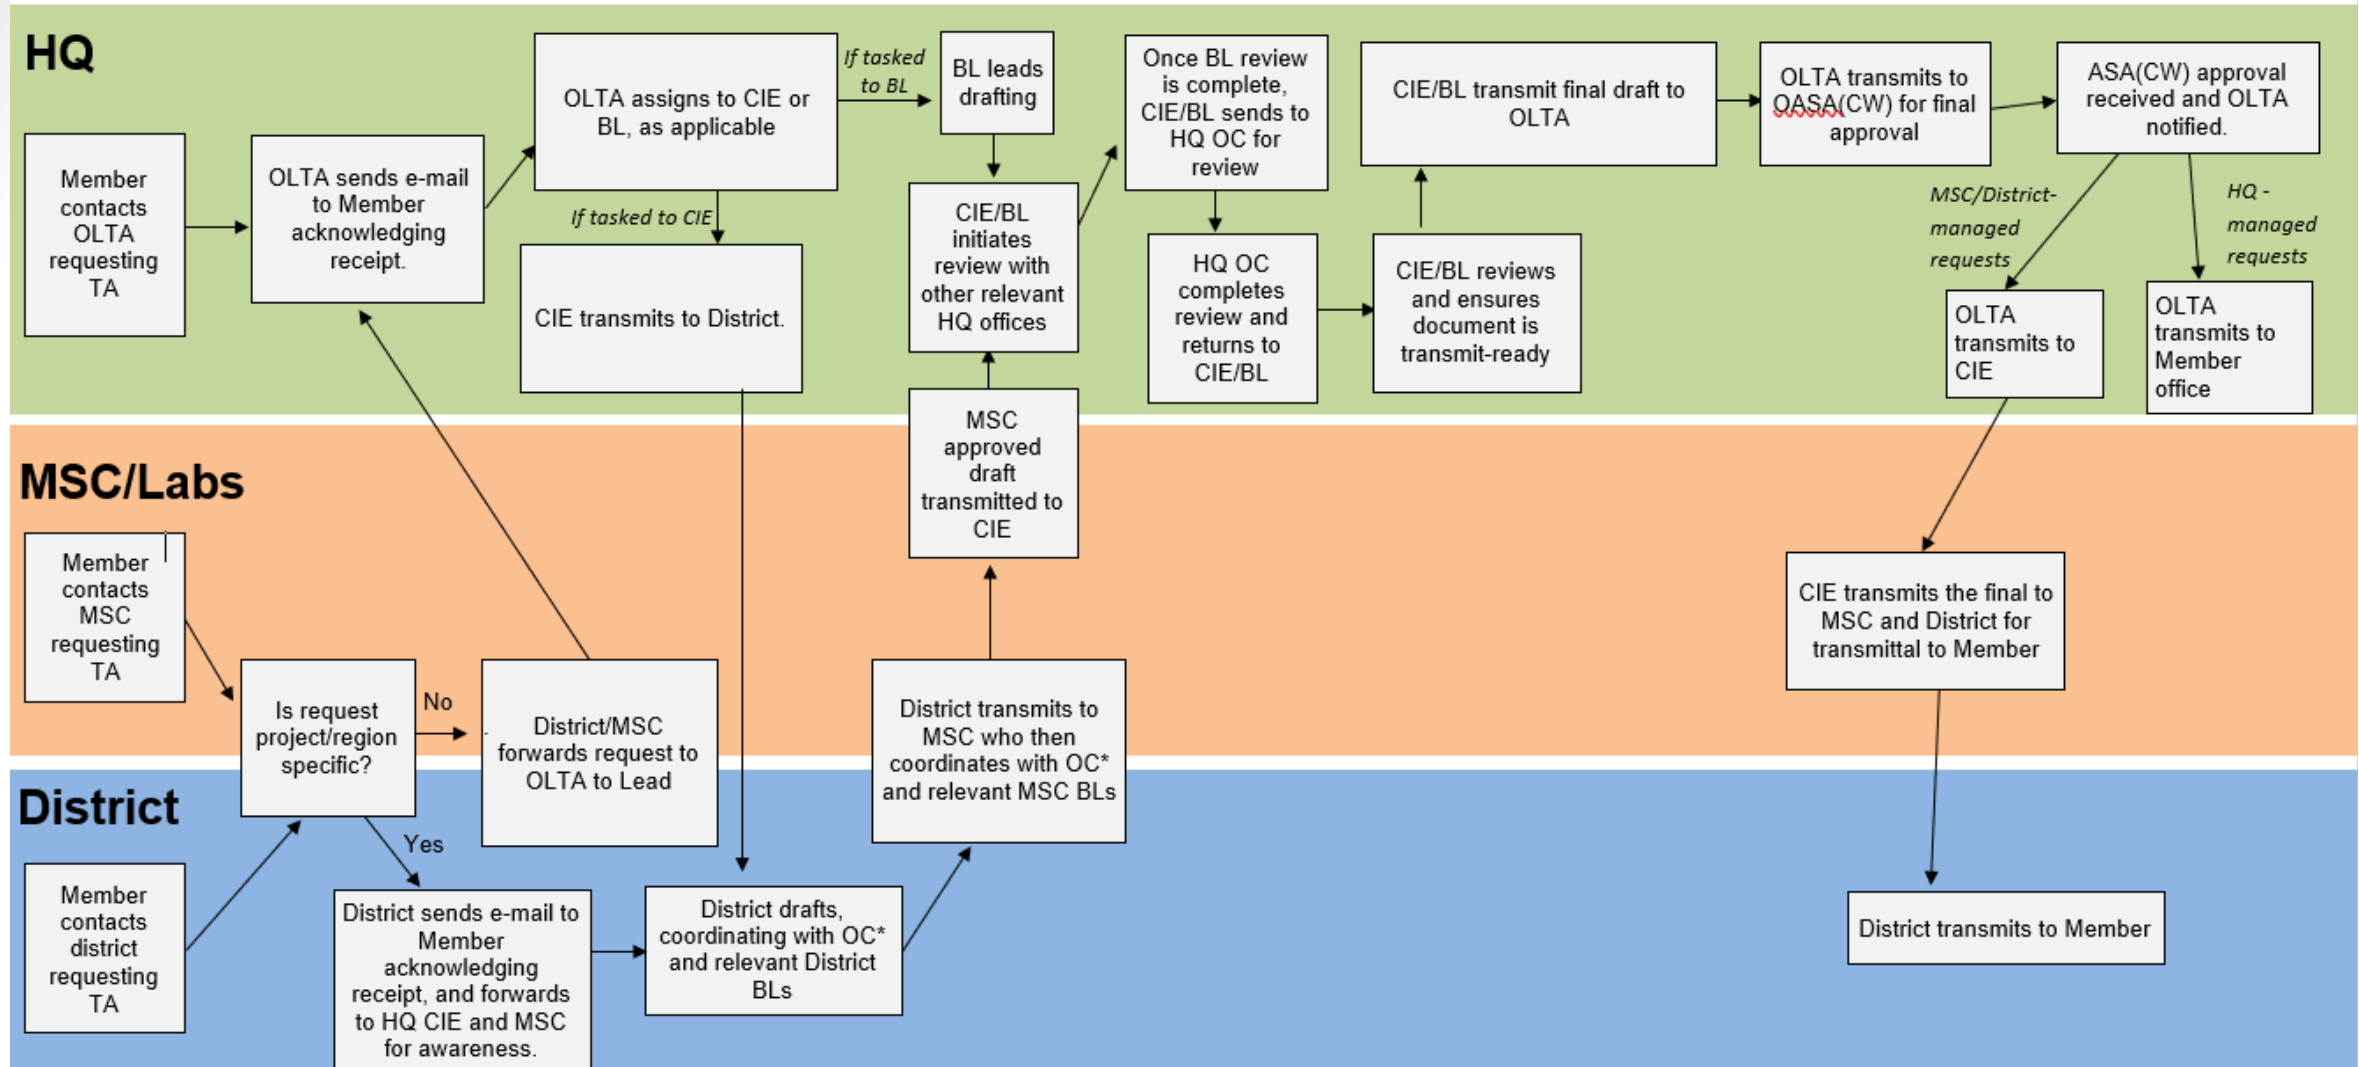 HQ
Member
contacts
OLTA
requesting
TA
OLTA sends e-mail
to Member
acknowledging
receipt.
OLTA assigns to CIE or
BL, as applicable
If tasked
to BL
If tasked to CIE
CIE transmits to District.
BL leads
drafting
CIE/BL
initiates
review with
other relevant
HQ offices
Once BL review
is complete,
CIE/BL sends to
HQ OC for
review
HQ OC
completes
review and
returns to
CIE/BL
CIE/BL reviews
and ensures
document is
transmit-ready
CIE/BL transmit final draft to
OLTA
OLTA transmits to
OASA(CW) for final
approval
ASA(CW) approval
received and OLTA
notified.
MSC/District-
managed
requests
HQ -
managed
requests
OLTA
transmits to
CIE
OLTA
transmits to
Member
office
MSC/Labs
MSC
approved
draft
transmitted to
CIE
Member
contacts
MSC
requesting
TA
Is request
project/region
specific?
No
Yes
District/MSC
forwards request to
OLTA to Lead
District transmits to
MSC who then
coordinates with OC*
and relevant MSC BLs
CIE transmits the final to
MSC and District for
transmittal to Member
District
Member
contacts
district
requesting
TA
District sends e-mail to
Member
acknowledging
receipt, and forwards
to HQ CIE and MSC
for awareness.
District drafts,
coordinating with OC*
and relevant District
BLs
District transmits to Member